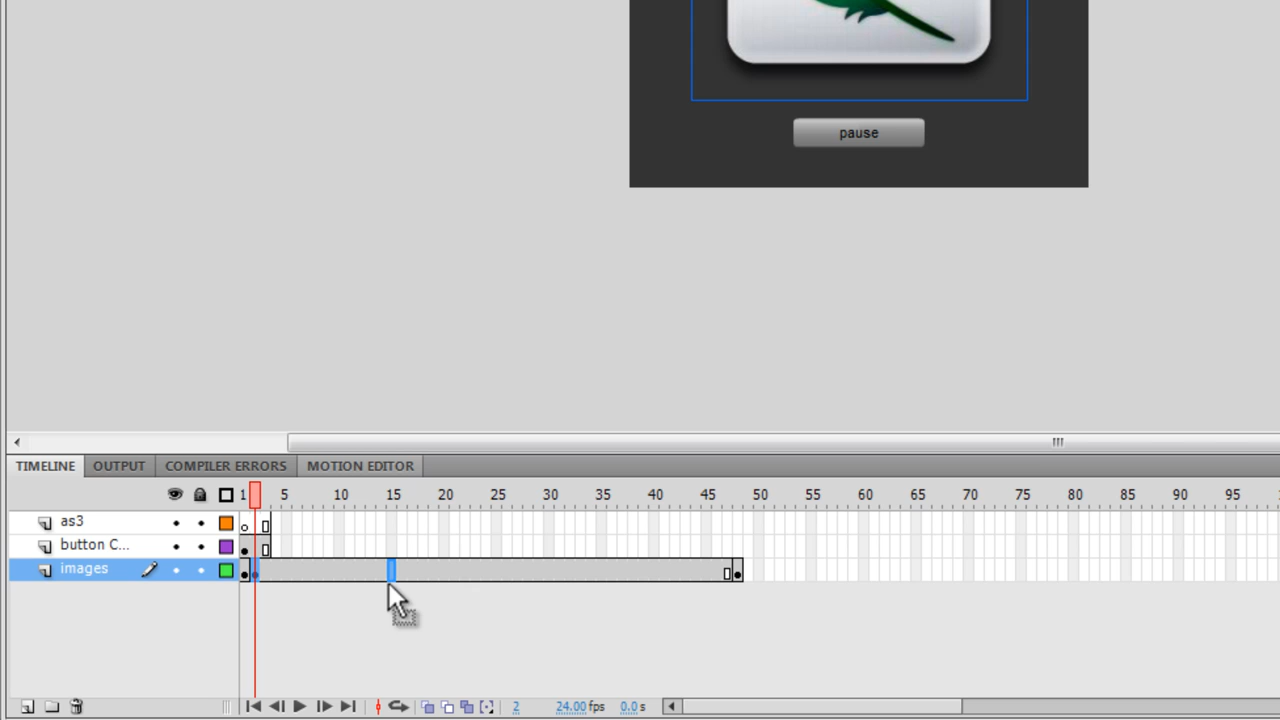 pause
TIMELINE OUTPUT COMPILER ERRORS MOTION EDITOR
1 5 10 15 20 25 30 35 40 45 50 55 60 65 70 75 80 85 90 95
as3
button C...
images
2 24.00 fps 0.0 s